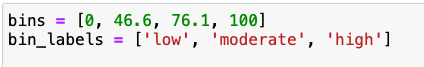 bins = [0, 46.6, 76.1, 100]
bin_labels = ['low', 'moderate', 'high']